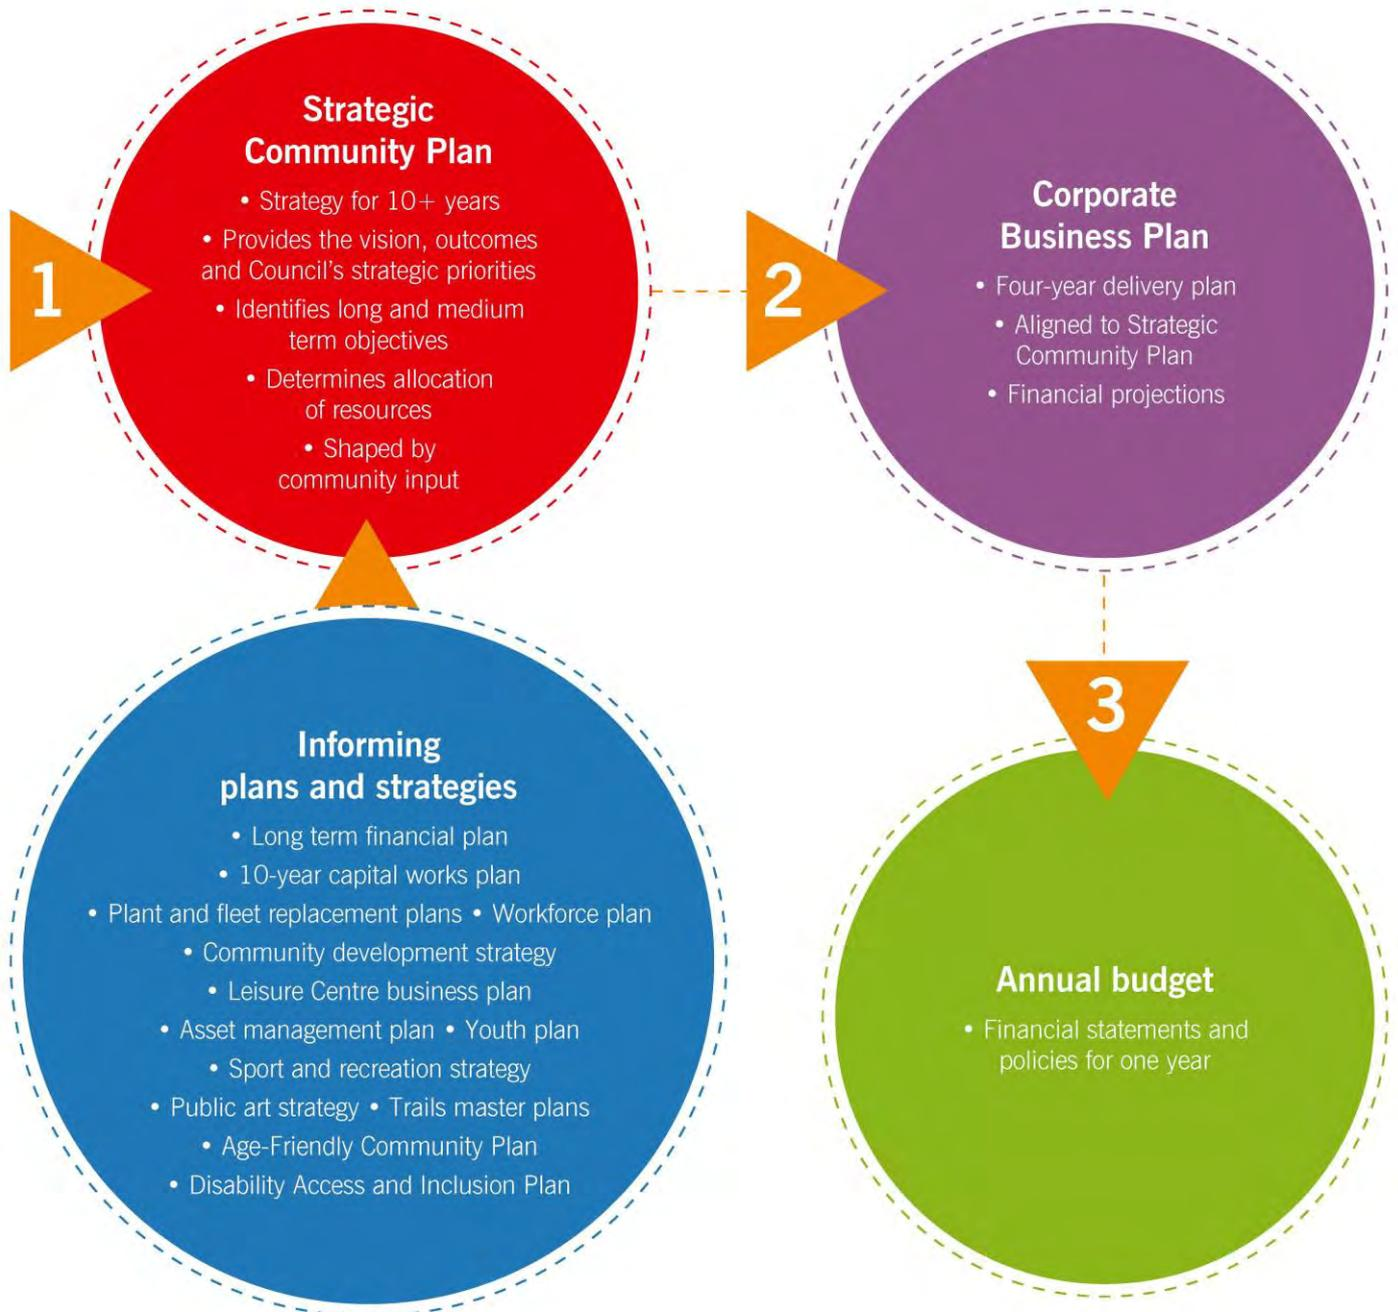 1
Strategic
Community Plan
• Strategy for 10+ years
• Provides the vision, outcomes
and Council's strategic priorities
• Identifies long and medium
term objectives
• Determines allocation
of resources
• Shaped by
community input
2
Corporate
Business Plan
• Four-year delivery plan
• Aligned to Strategic
Community Plan
• Financial projections
Informing
plans and strategies
• Long term financial plan
• 10-year capital works plan
• Plant and fleet replacement plans • Workforce plan
• Community development strategy
• Leisure Centre business plan
• Asset management plan • Youth plan
• Sport and recreation strategy
• Public art strategy • Trails master plans
• Age-Friendly Community Plan
• Disability Access and Inclusion Plan
3
Annual budget
• Financial statements and
policies for one year